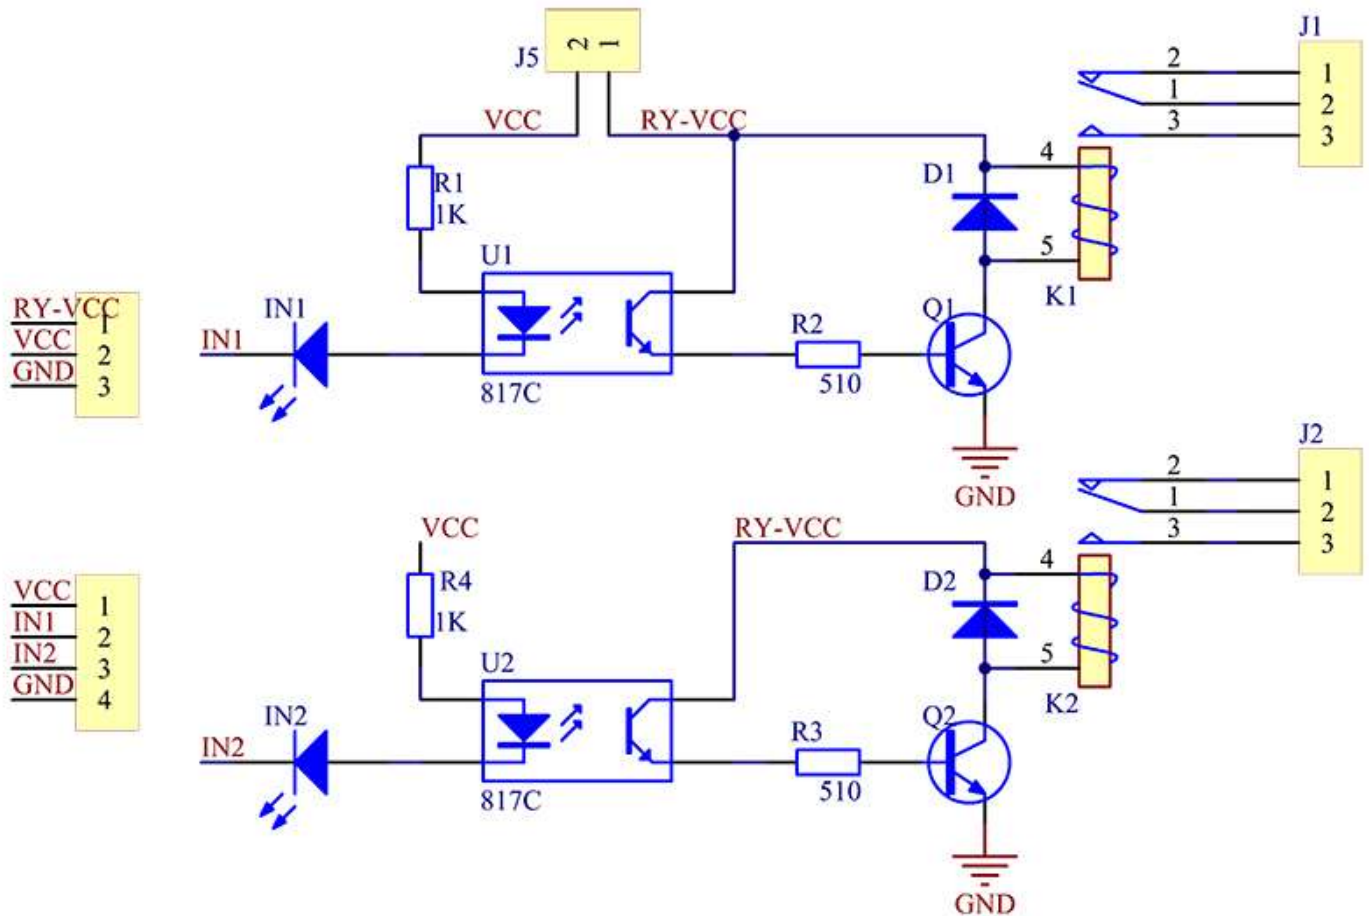 J1
J5
2 1
2 1
1 2
3 3
VCC
RY-VCC
4
D1
R1
1K
5
K1
U1
RY-VCC
1
VCC
2
GND
3
IN1
IN1
R2
Q1
817C
510
GND
J2
2 1
1 2
3 3
VCC
RY-VCC
4
D2
R4
1K
5
K2
VCC
1
IN1
2
IN2
3
GND
4
U2
IN2
IN2
R3
Q2
817C
510
GND